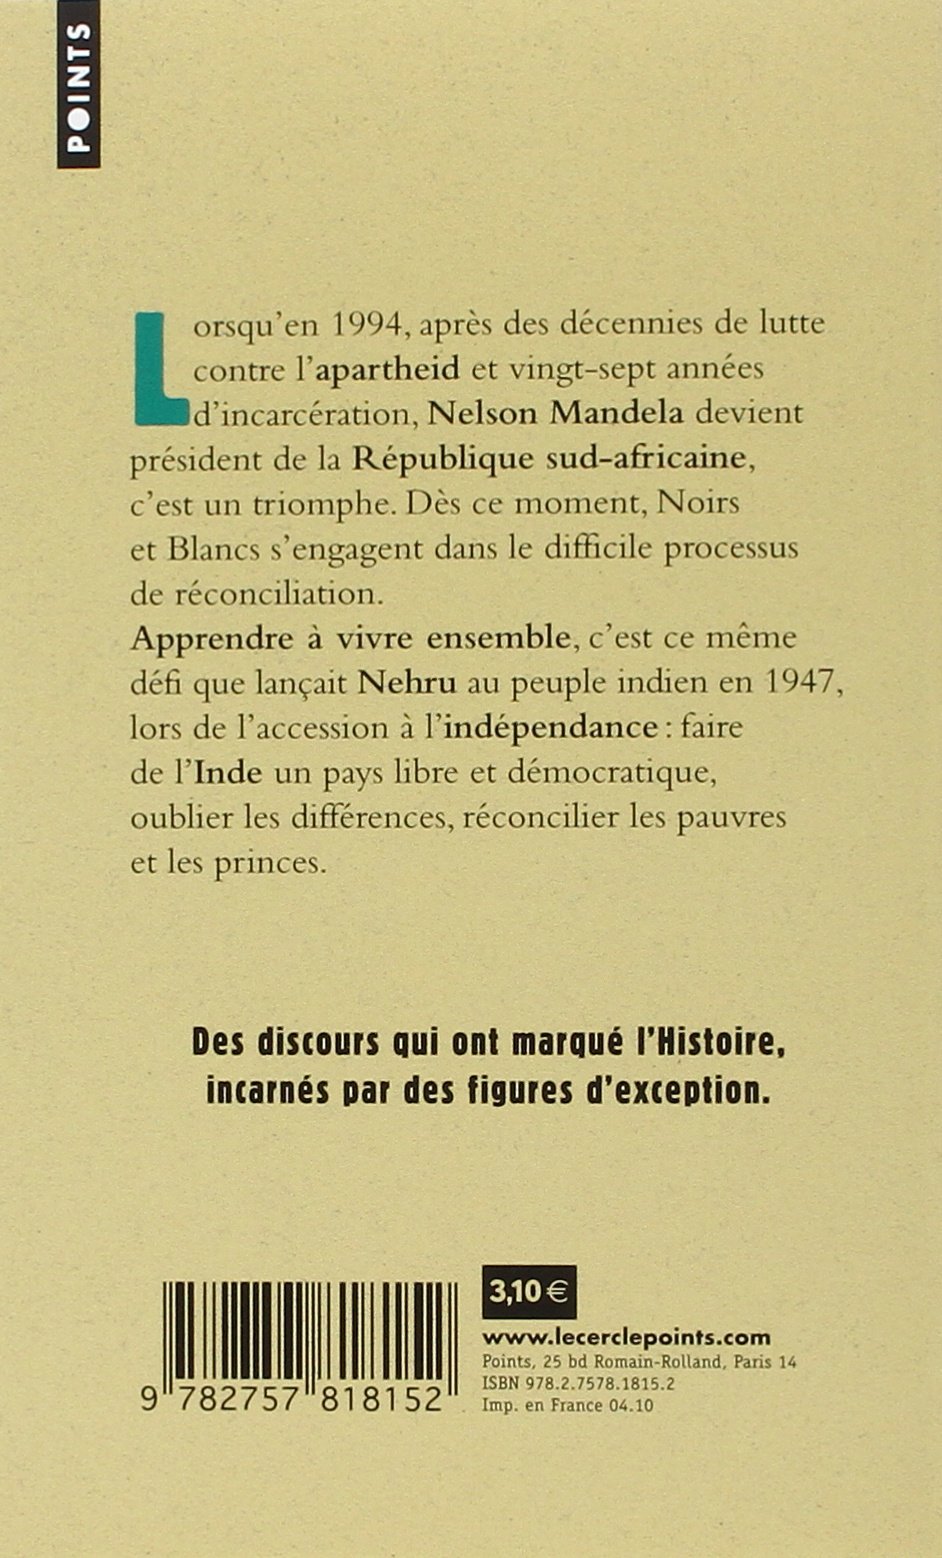 POINTS
Lorsqu'en 1994, après des décennies de lutte
contre l'apartheid et vingt-sept années
d'incarcération, Nelson Mandela devient
président de la République sud-africaine,
c'est un triomphe. Dès ce moment, Noirs
et Blancs s'engagent dans le difficile processus
de réconciliation.
Apprendre à vivre ensemble, c'est ce même
défi que lançait Nehru au peuple indien en 1947,
lors de l'accession à l'indépendance : faire
de l'Inde un pays libre et démocratique,
oublier les différences, réconcilier les pauvres
et les princes.
Des discours qui ont marqué l'Histoire,
incarnés par des figures d'exception.
3,10 €
www.lecerclepoints.com
Points, 25 bd Romain-Rolland, Paris 14
ISBN 978.2.7578.1815.2
Imp. en France 04.10
9 782757 818152